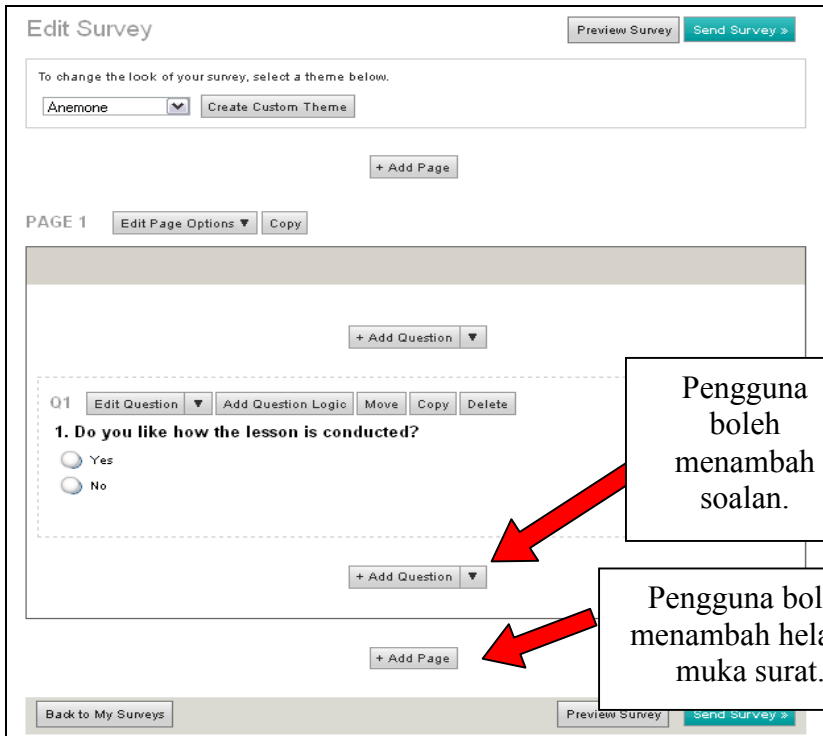 Edit Survey
Preview Survey
Send Survey »
To change the look of your survey, select a theme below.
Anemone
Create Custom Theme
+ Add Page
PAGE 1
Edit Page Options ▼
Copy
+ Add Question ▼
Q1
Edit Question ▼
Add Question Logic
Move
Copy
Delete
1. Do you like how the lesson is conducted?
Yes
No
Pengguna
boleh
menambah
soalan.
+ Add Question ▼
Pengguna
menambah
muka surat.
+ Add Page
Back to My Surveys
Preview Survey
Send Survey »